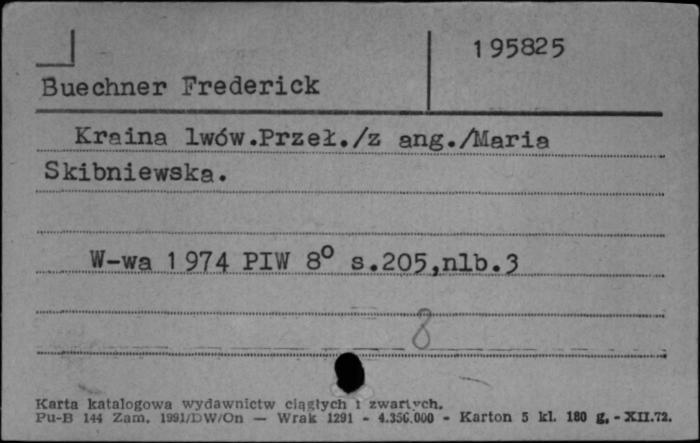 195825
Buechner Frederick
Kraina lwów.Przeł./z ang./Maria
Skibniewska.
W-wa 1974 PIW 8° s.205,nlb.3
8
Karta katalogowa wydawnictw ciągłych i zwartych.
Pu-B 144 Zam. 1991/DW/On — Wrak 1291 - 4.356.000 - Karton 5 kl. 180 g. - XII.72.